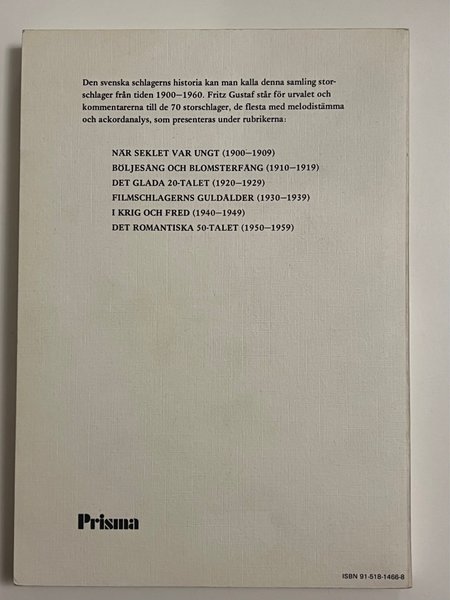 Den svenska schlagerns historia kan man kalla denna samling stor-
schlager från tiden 1900—1960. Fritz Gustaf står för urvalet och
kommentarerna till de 70 storschlager, de flesta med melodistämma
och ackordanalys, som presenteras under rubrikerna:
NÄR SEKLET VAR UNGT (1900—1909)
BÖLJESÅNG OCH BLOMSTERFÅNG (1910—1919)
DET GLADA 20-TALET (1920—1929)
FILMSCHLAGERNS GULDÅLDER (1930—1939)
I KRIG OCH FRED (1940—1949)
DET ROMANTISKA 50-TALET (1950—1959)
Prisma
ISBN 91-518-1466-8